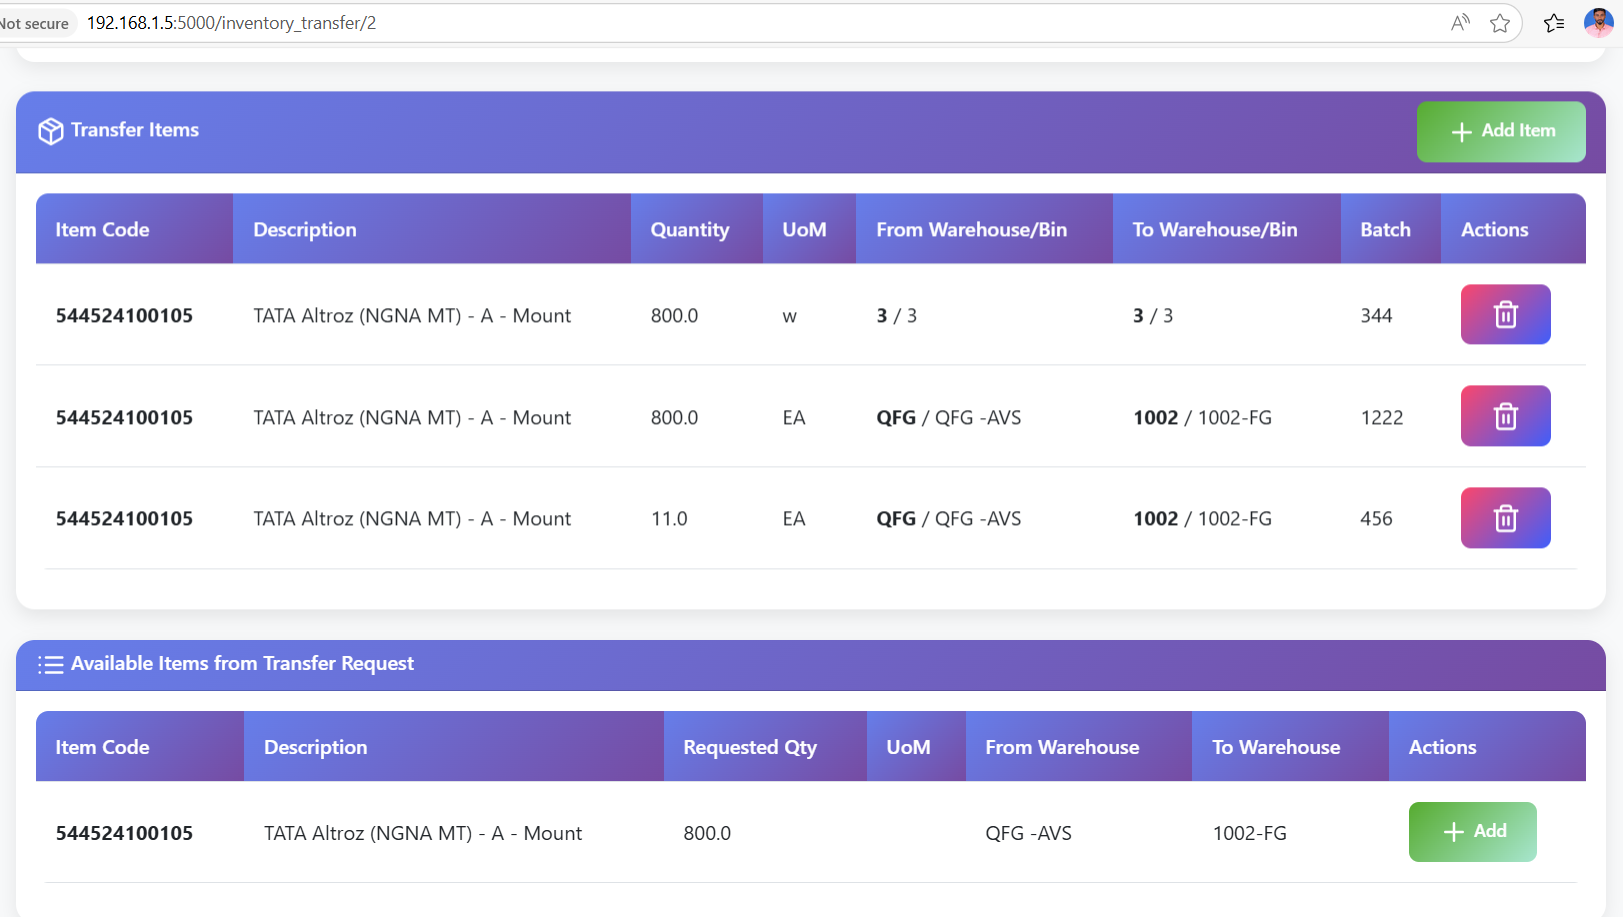 Not secure 192.168.1.5:5000/inventory_transfer/2
Transfer Items
Add Item
Item Code Description Quantity UoM From Warehouse/Bin To Warehouse/Bin Batch Actions
544524100105 TATA Altroz (NGNA MT) - A - Mount 800.0 w 3 / 3 3 / 3 344
544524100105 TATA Altroz (NGNA MT) - A - Mount 800.0 EA QFG / QFG -AVS 1002 / 1002-FG 1222
544524100105 TATA Altroz (NGNA MT) - A - Mount 11.0 EA QFG / QFG -AVS 1002 / 1002-FG 456
Available Items from Transfer Request
Item Code Description Requested Qty UoM From Warehouse To Warehouse Actions
544524100105 TATA Altroz (NGNA MT) - A - Mount 800.0 QFG -AVS 1002-FG Add